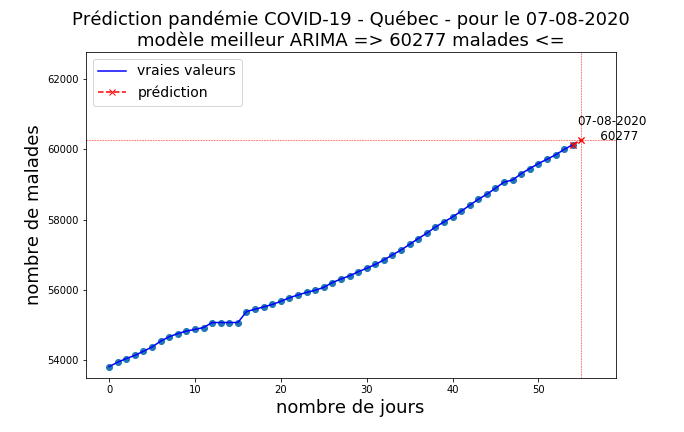 Prédiction pandémie COVID-19 - Québec - pour le 07-08-2020
modèle meilleur ARIMA => 60277 malades <=
vraies valeurs
prédiction
07-08-2020
60277
nombre de malades
62000
60000
58000
56000
54000
0 10 20 30 40 50
nombre de jours